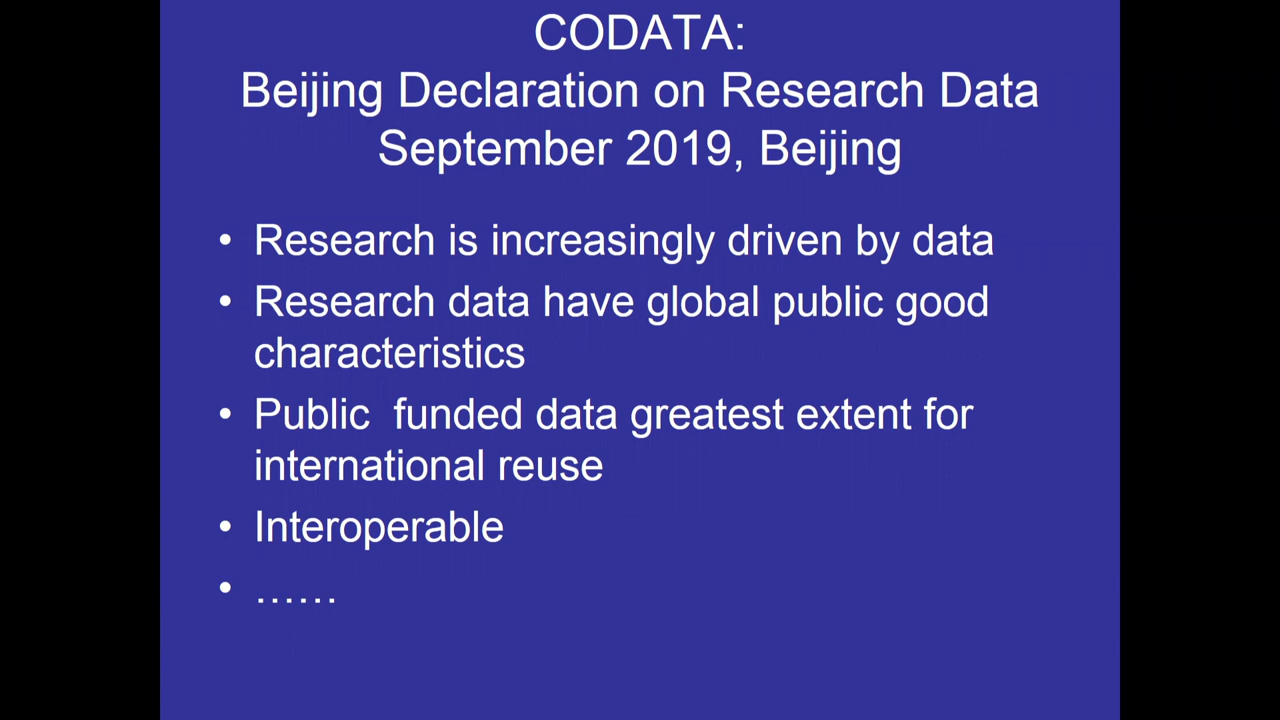 CODATA:
Beijing Declaration on Research Data
September 2019, Beijing
• Research is increasingly driven by data
• Research data have global public good
characteristics
• Public  funded data greatest extent for
international reuse
• Interoperable
• ……